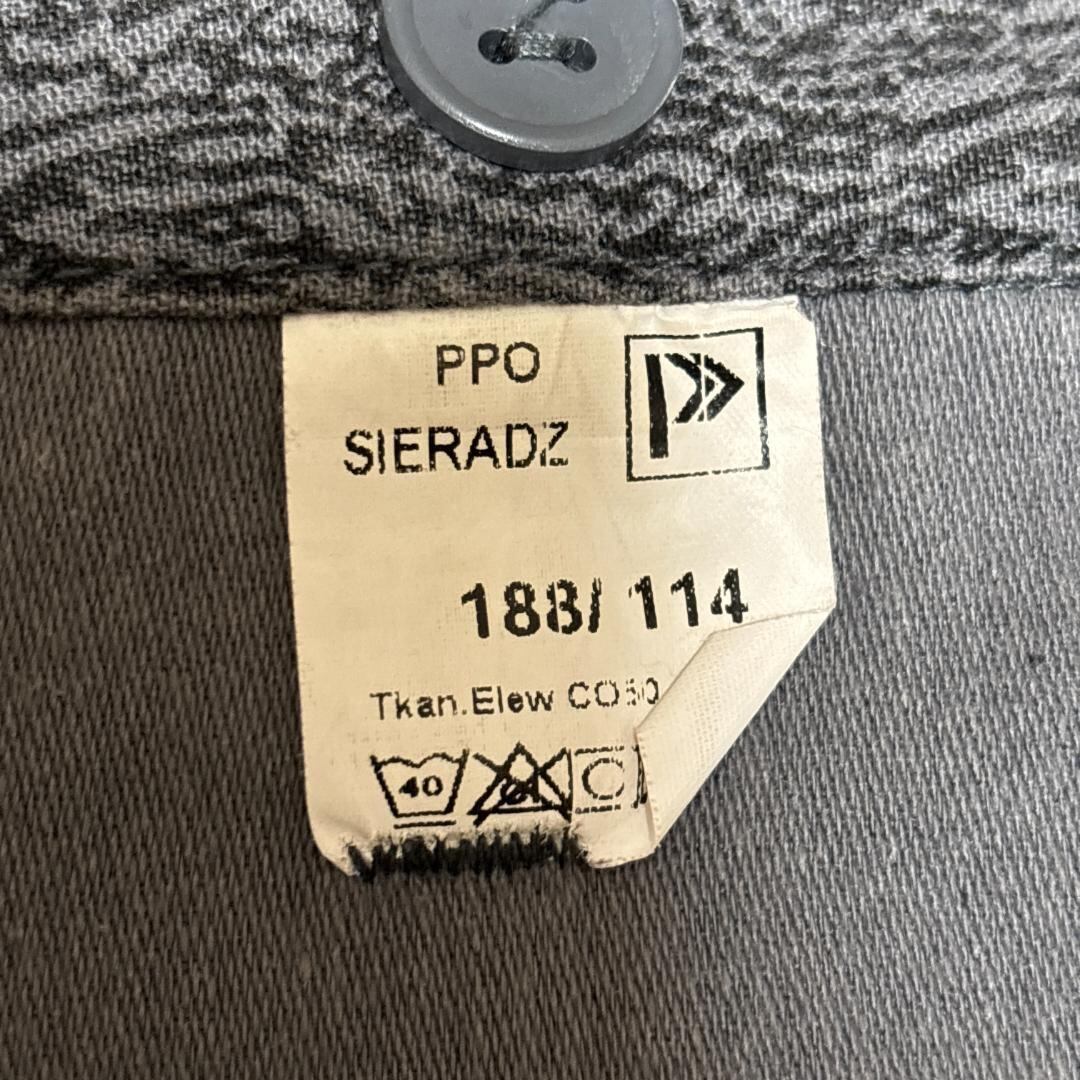 PPO
SIERADZ
188/ 114
Tkan.Elew CO50
40